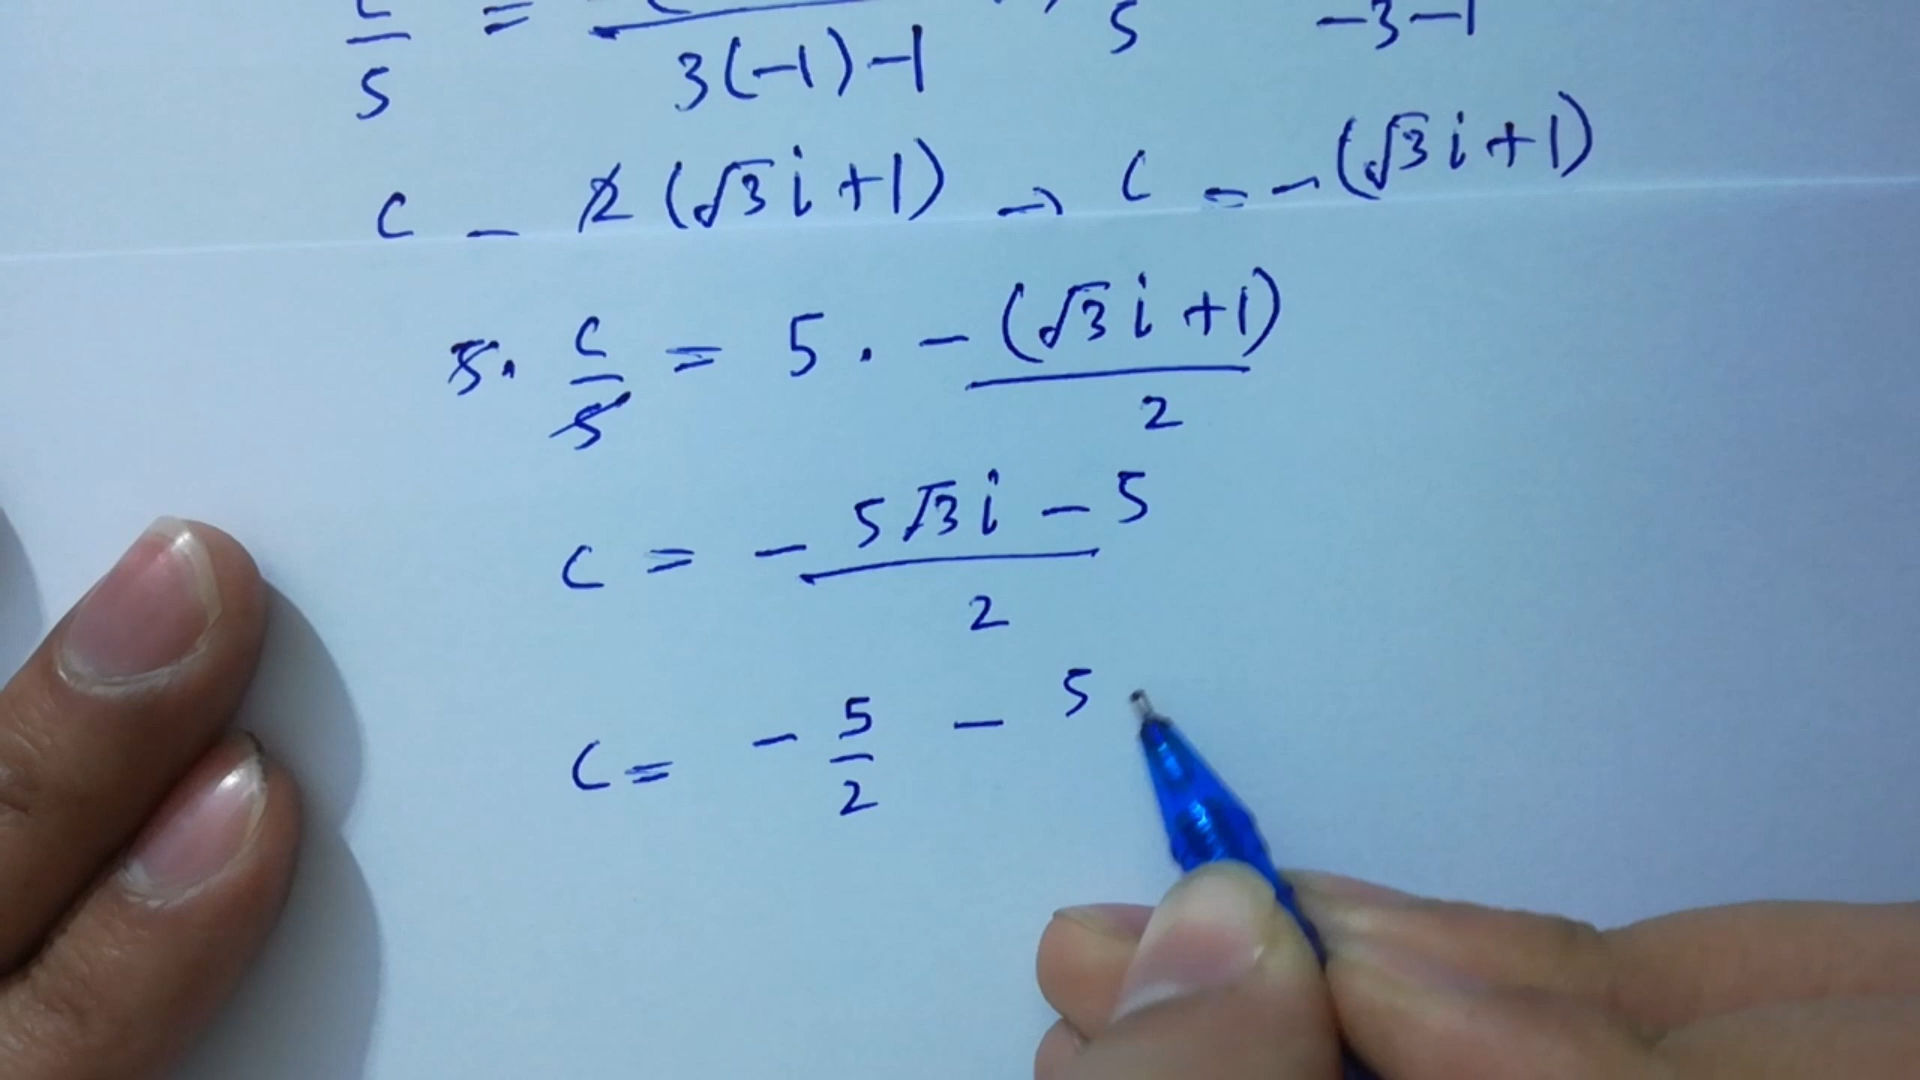 5 = 3(-1)-1 5 -3-1
c - 2(√3i+1) → c = -(√3i+1)
5. c/5 = 5 . -(√3i+1)/2
c = - 5√3i - 5 / 2
c = - 5/2 - 5